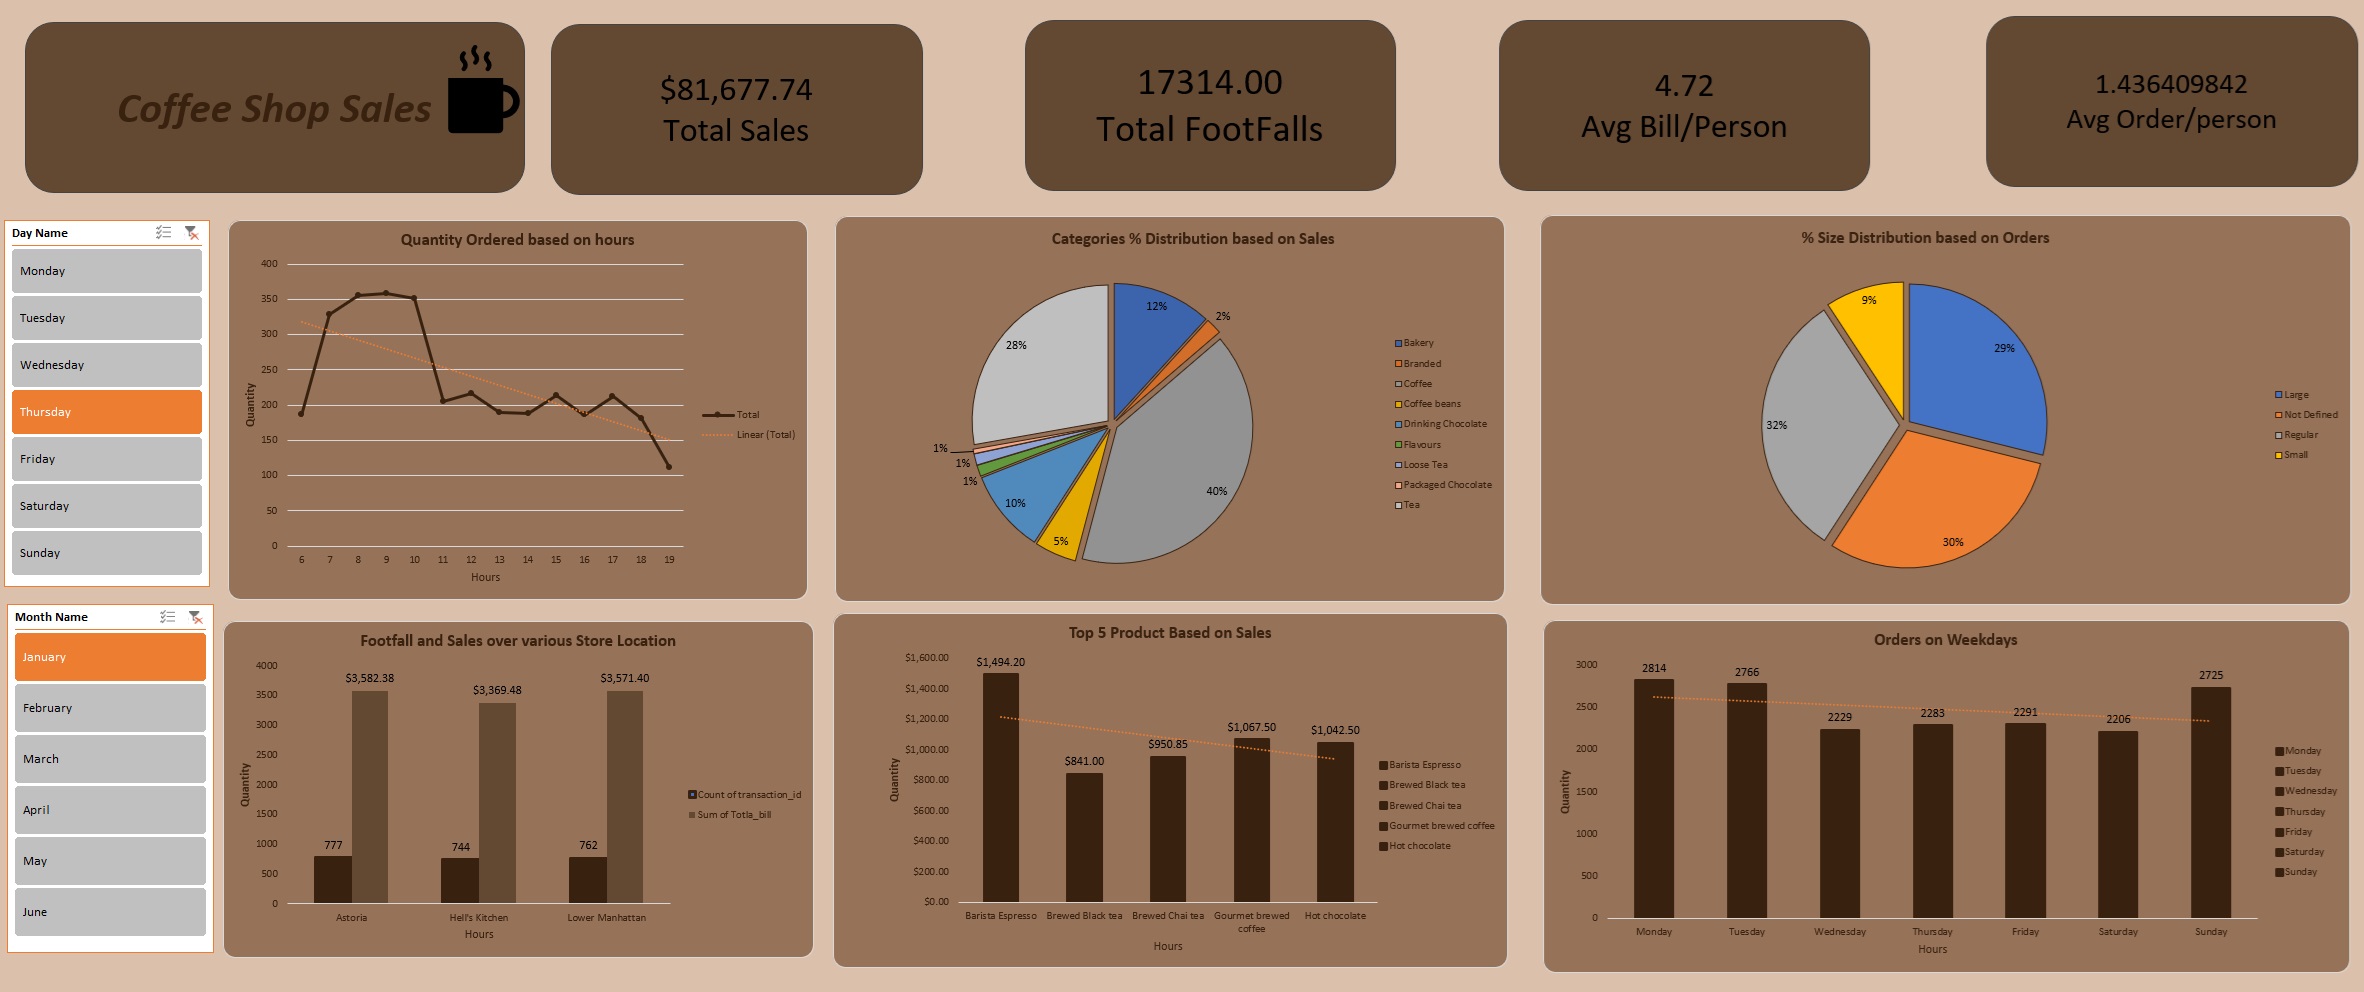 Coffee Shop Sales
$81,677.74
Total Sales
17314.00
Total FootFalls
4.72
Avg Bill/Person
1.436409842
Avg Order/person
Day Name
Monday
Tuesday
Wednesday
Thursday
Friday
Saturday
Sunday
Month Name
January
February
March
April
May
June
Quantity Ordered based on hours
Quantity
400
350
300
250
200
150
100
50
0
6 7 8 9 10 11 12 13 14 15 16 17 18 19
Hours
Total
Linear (Total)
Categories % Distribution based on Sales
12%
2%
28%
40%
1%
1%
1%
10%
5%
Bakery
Branded
Coffee
Coffee beans
Drinking Chocolate
Flavours
Loose Tea
Packaged Chocolate
Tea
% Size Distribution based on Orders
9%
29%
32%
30%
Large
Not Defined
Regular
Small
Footfall and Sales over various Store Location
Quantity
4000
3500
3000
2500
2000
1500
1000
500
0
$3,582.38
$3,369.48
$3,571.40
777
744
762
Astoria
Hell's Kitchen
Lower Manhattan
Hours
Count of transaction_id
Sum of Totla_bill
Top 5 Product Based on Sales
Quantity
$1,600.00
$1,400.00
$1,200.00
$1,000.00
$800.00
$600.00
$400.00
$200.00
$0.00
$1,494.20
$841.00
$950.85
$1,067.50
$1,042.50
Barista Espresso
Brewed Black tea
Brewed Chai tea
Gourmet brewed
coffee
Hot chocolate
Hours
Barista Espresso
Brewed Black tea
Brewed Chai tea
Gourmet brewed coffee
Hot chocolate
Orders on Weekdays
Quantity
3000
2500
2000
1500
1000
500
0
2814
2766
2229
2283
2291
2206
2725
Monday
Tuesday
Wednesday
Thursday
Friday
Saturday
Sunday
Hours
Monday
Tuesday
Wednesday
Thursday
Friday
Saturday
Sunday